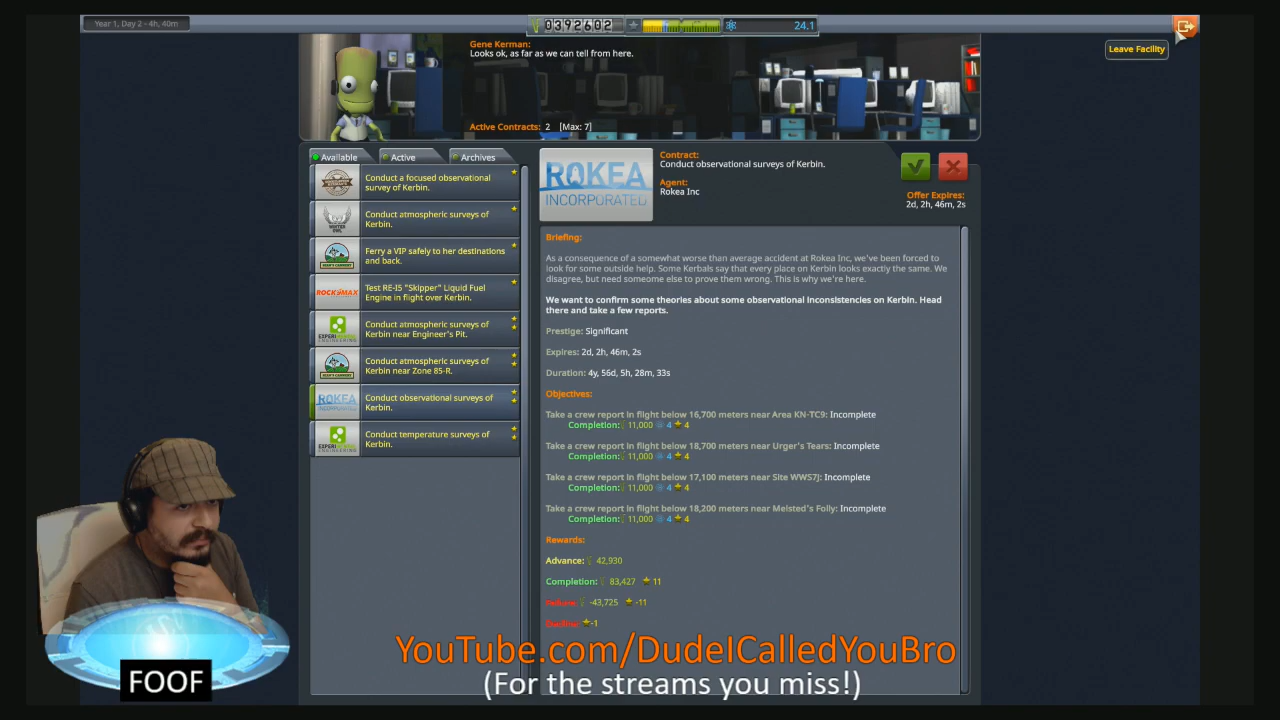 Year 1, Day 2 - 4h, 40m
0392602
24.1
Leave Facility
Gene Kerman:
Looks ok, as far as we can tell from here.
Active Contracts: 2 [Max: 7]
Available
Active
Archives
Conduct a focused observational
survey of Kerbin.
Conduct atmospheric surveys of
Kerbin.
Ferry a VIP safely to her destinations
and back.
ROCKOMAX
Test RE-I5 "Skipper" Liquid Fuel
Engine in flight over Kerbin.
Conduct atmospheric surveys of
Kerbin near Engineer's Pit.
Conduct atmospheric surveys of
Kerbin near Zone 85-R.
ROKEA
Conduct observational surveys of
Kerbin.
Conduct temperature surveys of
Kerbin.
ROKEA
INCORPORATED
Contract:
Conduct observational surveys of Kerbin.
Agent:
Rokea Inc
Offer Expires:
2d, 2h, 46m, 2s
Briefing:
As a consequence of a somewhat worse than average accident at Rokea Inc, we've been forced to
look for some outside help. Some Kerbals say that every place on Kerbin looks exactly the same. We
disagree, but need someone else to prove them wrong. This is why we're here.
We want to confirm some theories about some observational inconsistencies on Kerbin. Head
there and take a few reports.
Prestige: Significant
Expires: 2d, 2h, 46m, 2s
Duration: 4y, 56d, 5h, 28m, 33s
Objectives:
Take a crew report in flight below 16,700 meters near Area KN-TC9: Incomplete
Completion: 11,000 4 4
Take a crew report in flight below 18,700 meters near Urger's Tears: Incomplete
Completion: 11,000 4 4
Take a crew report in flight below 17,100 meters near Site WWS7J: Incomplete
Completion: 11,000 4 4
Take a crew report in flight below 18,200 meters near Meisted's Folly: Incomplete
Completion: 11,000 4 4
Rewards:
Advance: 42,930
Completion: 83,427 11
Failure: -43,725 -11
Deadline: -1
YouTube.com/DudeICalledYouBro
(For the streams you miss!)
FOOF